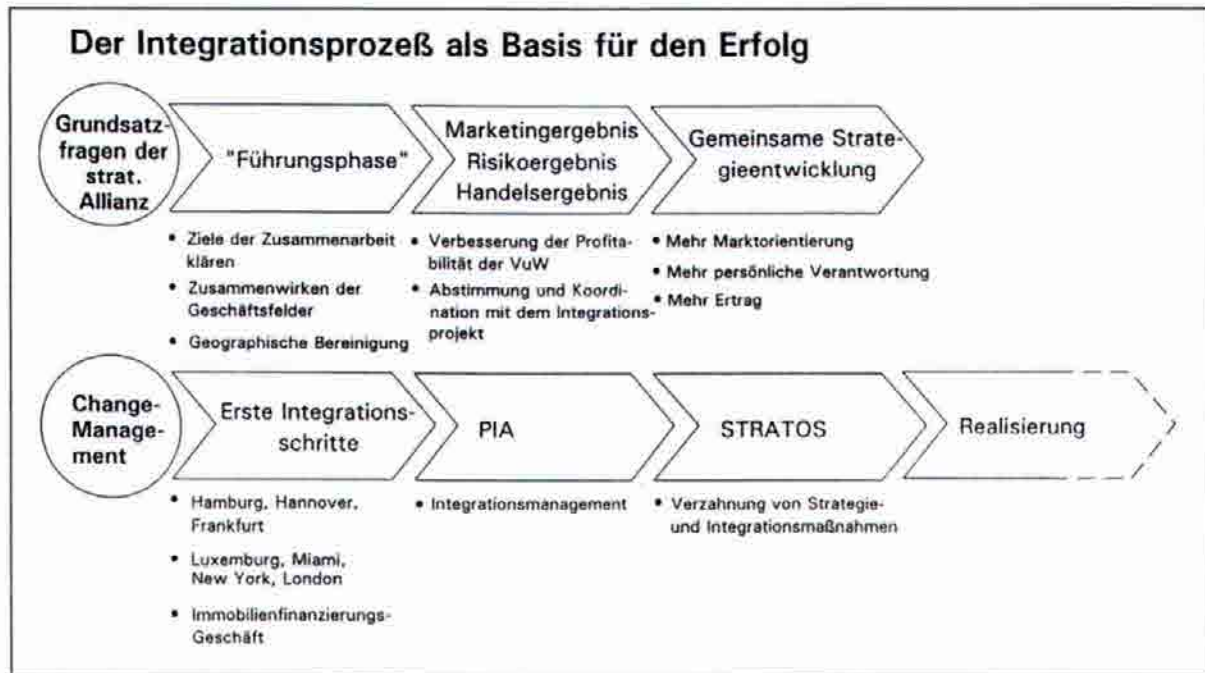 Der Integrationsprozeß als Basis für den Erfolg
Grundsatz-
fragen der
strat.
Allianz
"Führungsphase"
• Ziele der Zusammenarbeit
klären
• Zusammenwirken der
Geschäftsfelder
• Geographische Bereinigung
Marketingergebnis
Risikoergebnis
Handelsergebnis
• Verbesserung der Profita-
bilität der VuW
• Abstimmung und Koordi-
nation mit dem Integrations-
projekt
Gemeinsame Strate-
gieentwicklung
• Mehr Marktorientierung
• Mehr persönliche Verantwortung
• Mehr Ertrag
Change-
Manage-
ment
Erste Integrations-
schritte
• Hamburg, Hannover,
Frankfurt
• Luxemburg, Miami,
New York, London
• Immobilienfinanzierungs-
Geschäft
PIA
• Integrationsmanagement
STRATOS
• Verzahnung von Strategie-
und Integrationsmaßnahmen
Realisierung